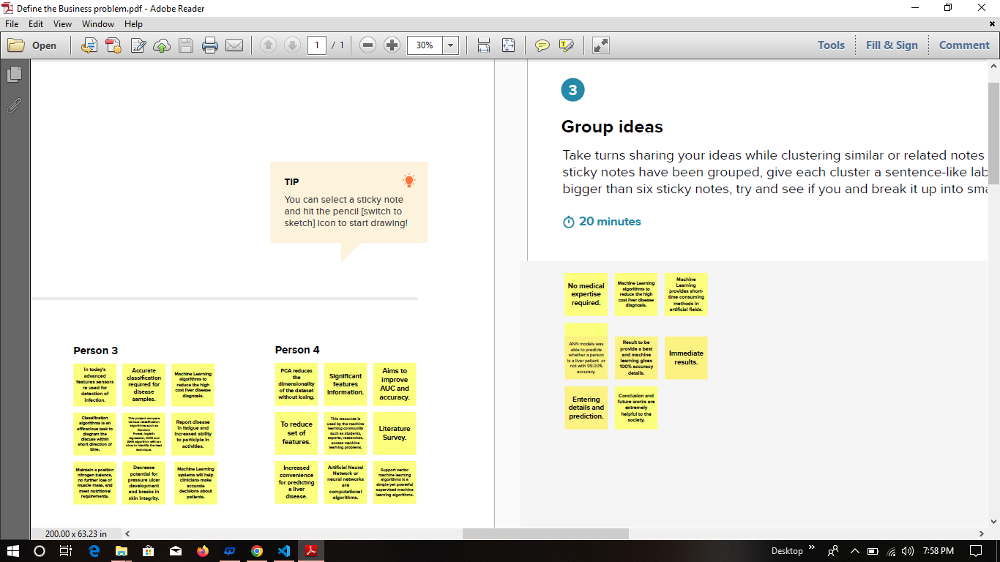 Define the Business problem.pdf - Adobe Reader
File Edit View Window Help
Open
1 / 1
30%
Tools
Fill & Sign
Comment
TIP
You can select a sticky note
and hit the pencil [switch to
sketch] icon to start drawing!
Person 3
In today's
advanced
features sensors
re used for
detection of
infection.
Accurate
classification
required for
disease
samples.
Machine Learning
algorithms to
reduce the high
cost liver disease
diagnosis.
Classification
algorithms is an
efficacious task to
diagram the
discuse within
short direction of
time.
This project compare
various classification
algorithms such as
Random
Forest, logistic
regression, KNN and
ANN algorithm with an
aims to identify the best
technique.
Report disease
in fatigue and
increased ability
to participle in
activities.
Maintain a position
nitrogen balance,
no further loss of
muscle mass, and
meet nutritional
requirements.
Decrease
potential for
pressure ulcer
development
and breaks in
skin integrity.
Machine Learning
systems will help
clinicians make
accurate
decisions about
patients.
Person 4
PCA reduces
the
dimensionality
of the dataset
without losing.
Significant
features
information.
Aims to
improve
AUC and
accuracy.
To reduce
set of
features.
This resources is
used by the machine
learning community
such as students,
experts, researches,
access machine
learning problems.
Literature
Survey.
Increased
convenience
for predicting
a liver
disease.
Artificial Neural
Network or
neural networks
are
computational
algorithms.
Support vector
machine learning
algorithms is a
simple yet powerful
supervised machine
learning algorithms.
3
Group ideas
Take turns sharing your ideas while clustering similar or related notes
sticky notes have been grouped, give each cluster a sentence-like lab
bigger than six sticky notes, try and see if you and break it up into sma
20 minutes
No medical
expertise
required.
Machine Learning
algorithms to
reduce the high
cost liver disease
diagnosis.
Machine
Learning
provides short-
time consuming
methods in
artificial fields.
ANN models was
able to predicts
whether a person
is a liver patient or
not with 99.00%
accuracy.
Result to be
provide a best
and machine
learning gives
100% accuracy
details.
Immediate
results.
Entering
details and
prediction.
Conclusion and
future works are
extremely
helpful to the
society.
200.00 x 63.23 in
Desktop
7:58 PM